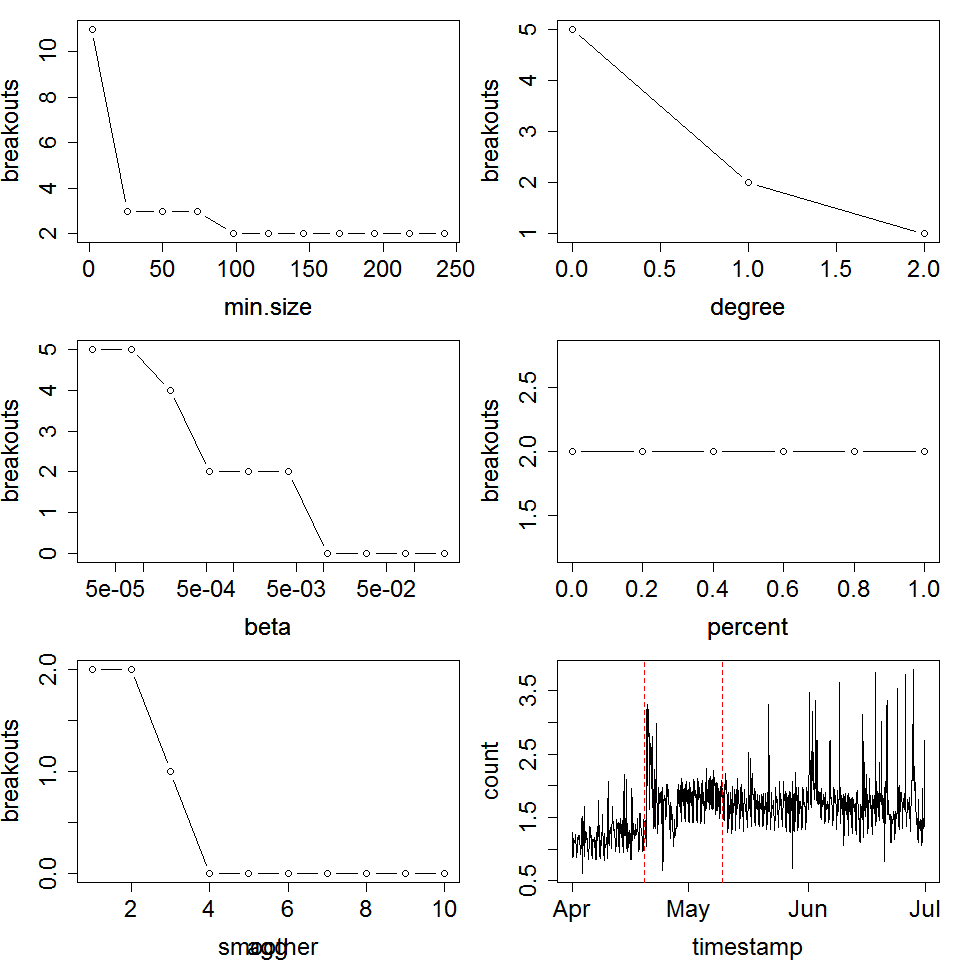 breakouts
10
8
6
4
2
0 50 100 150 200 250
min.size
breakouts
5
4
3
2
1
0.0 0.5 1.0 1.5 2.0
degree
breakouts
5
4
3
2
1
0
5e-05 5e-04 5e-03 5e-02
beta
breakouts
2.5
2.0
1.5
0.0 0.2 0.4 0.6 0.8 1.0
percent
breakouts
2.0
1.0
0.0
2 4 6 8 10
count
3.5
2.5
1.5
0.5
Apr May Jun Jul
timestamp